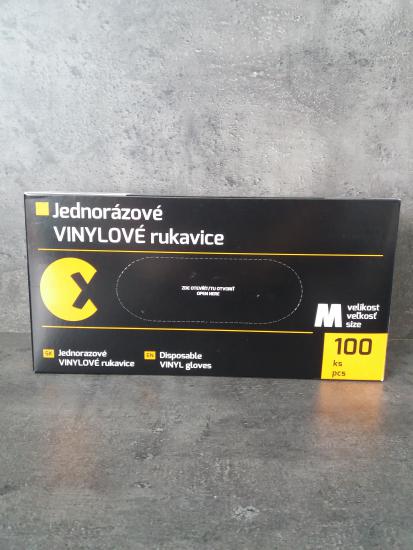 Jednorázové
VINYLOVÉ rukavice
ZDE OTEVŘÍT/TU OTVORIŤ
OPEN HERE
M velikost
veľkosť
size
100
ks
pcs
SK Jednorazové
VINYLOVÉ rukavice
EN Disposable
VINYL gloves